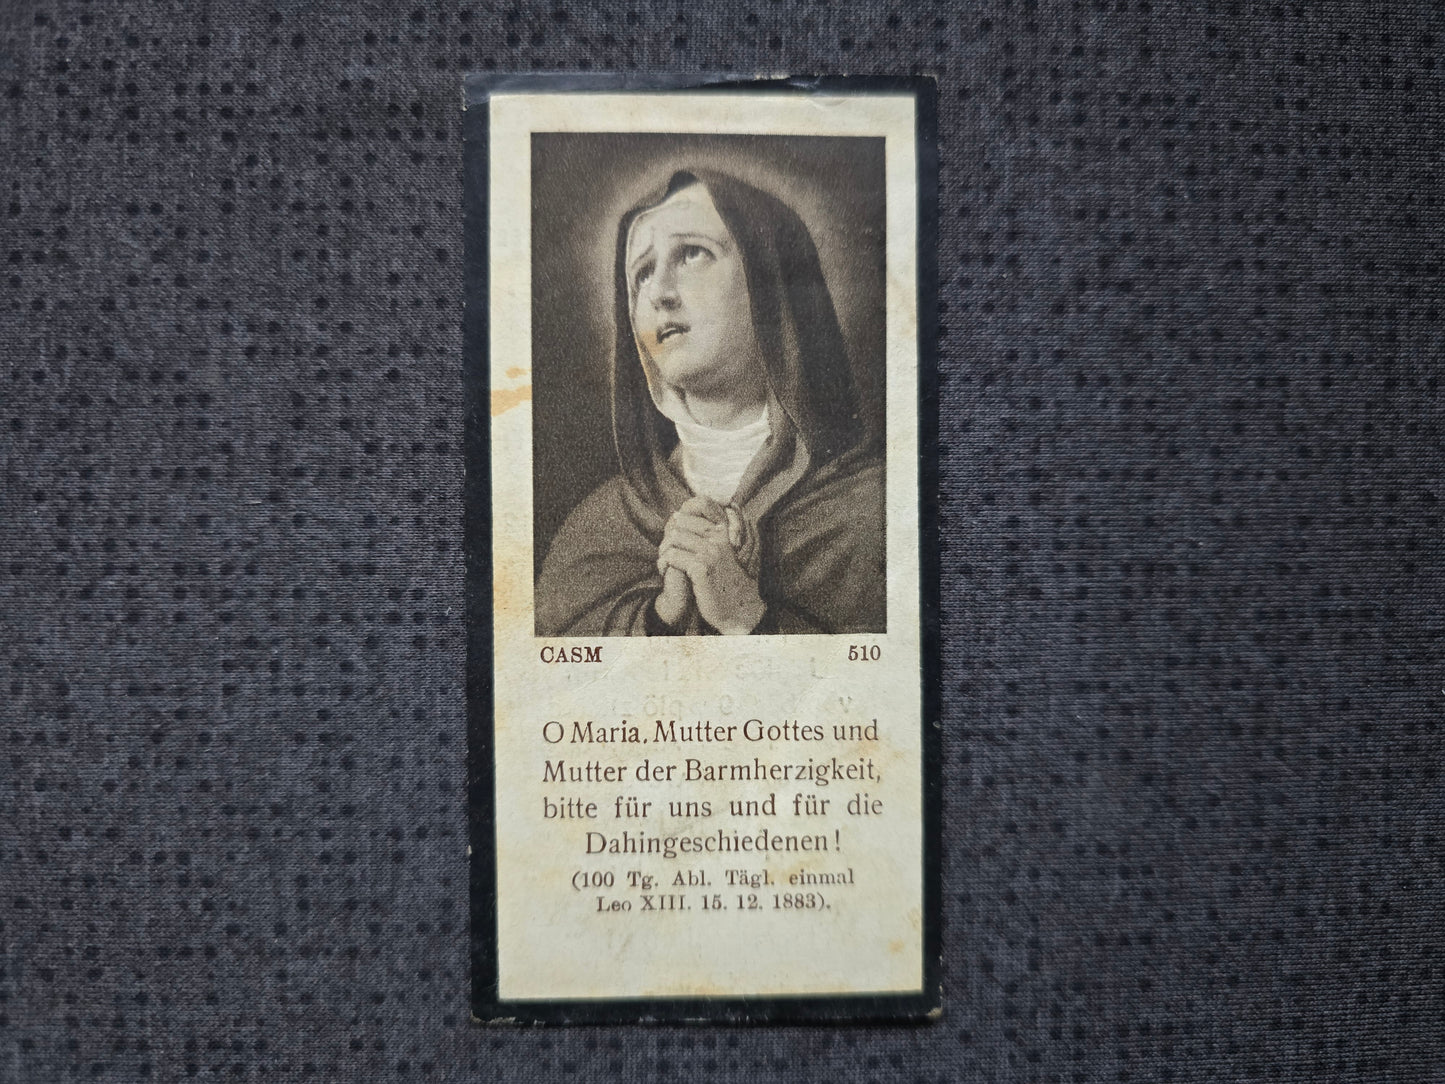 CASM 510
O Maria, Mutter Gottes und
Mutter der Barmherzigkeit,
bitte für uns und für die
Dahingeschiedenen!
(100 Tg. Abl. Tägl. einmal
Leo XIII. 15. 12. 1883).